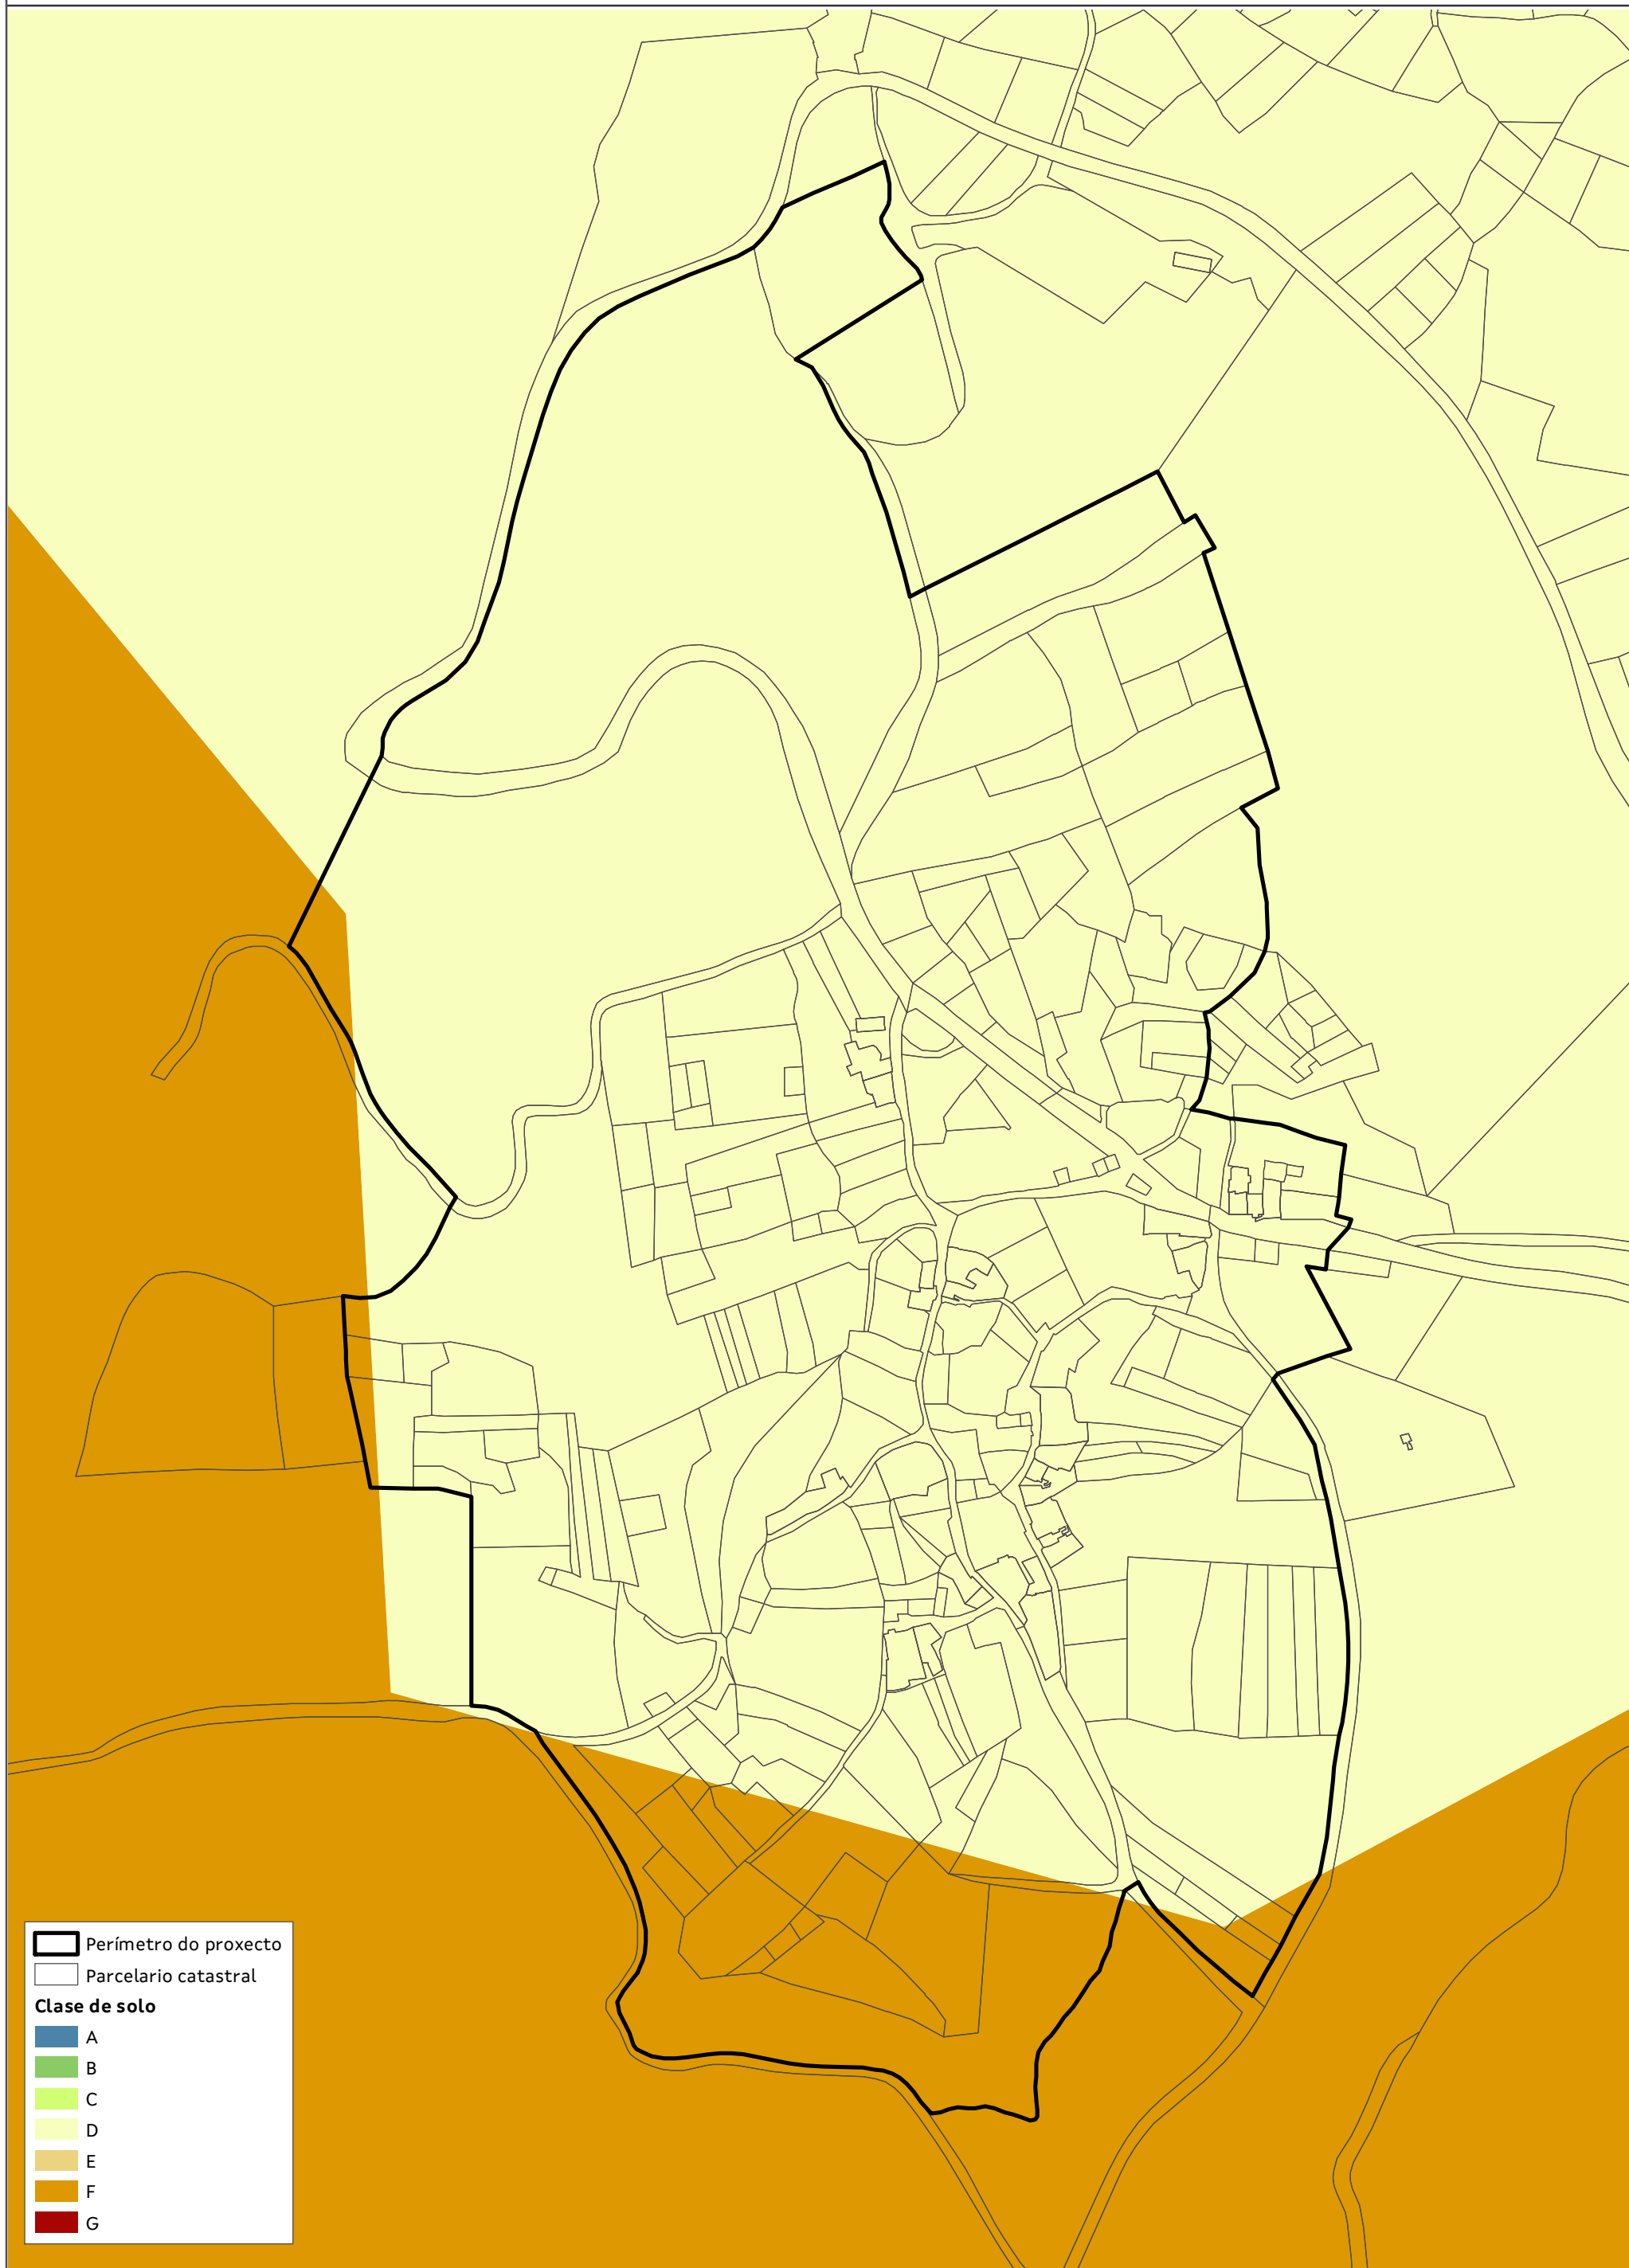 Perímetro do proxecto
Parcelario catastral
Clase de solo
A
B
C
D
E
F
G